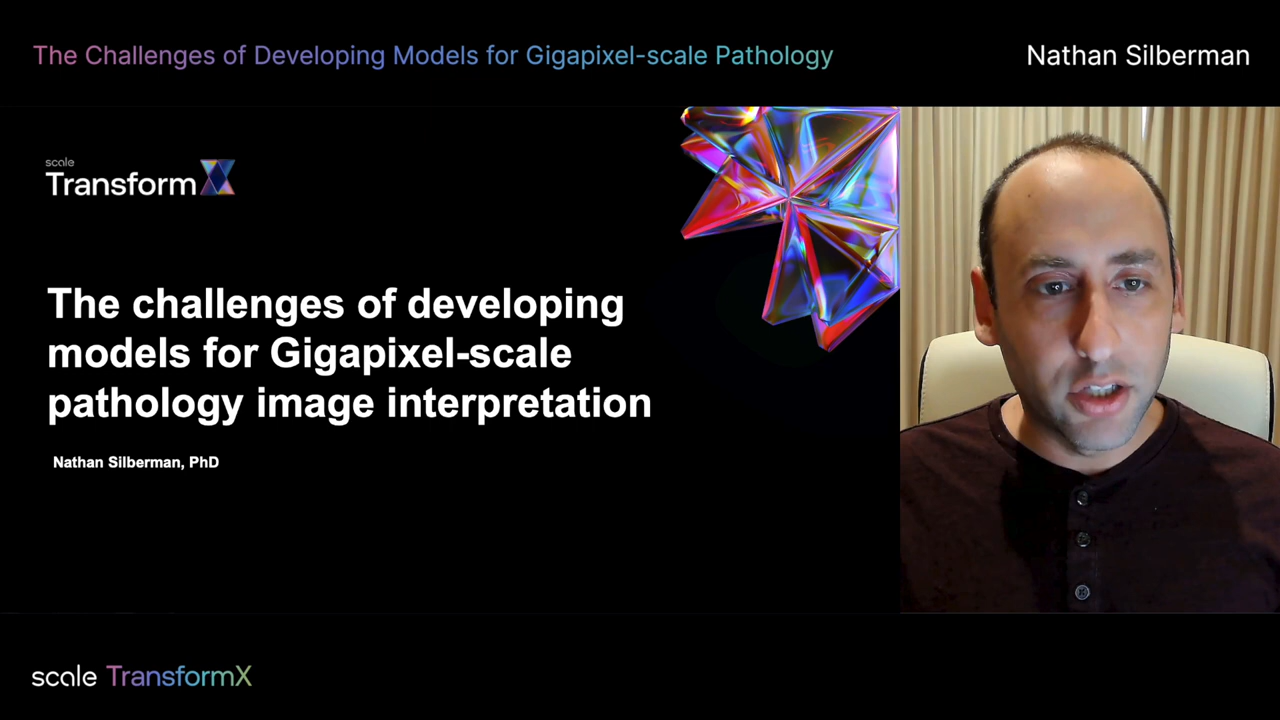 The Challenges of Developing Models for Gigapixel-scale Pathology
Nathan Silberman
scale
TransformX
The challenges of developing
models for Gigapixel-scale
pathology image interpretation
Nathan Silberman, PhD
scale TransformX